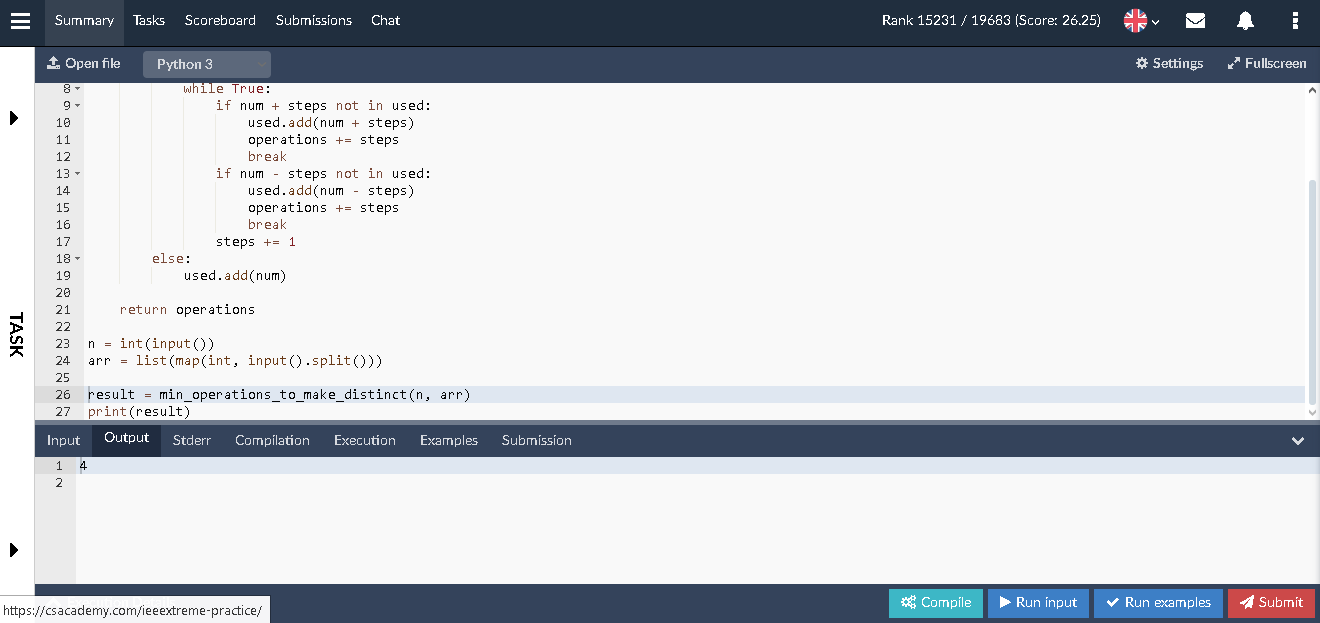 Summary Tasks Scoreboard Submissions Chat Rank 15231 / 19683 (Score: 26.25)
Open file Python 3 Settings Fullscreen
TASK
8 while True:
9 if num + steps not in used:
10 used.add(num + steps)
11 operations += steps
12 break
13 if num - steps not in used:
14 used.add(num - steps)
15 operations += steps
16 break
17 steps += 1
18 else:
19 used.add(num)
20
21 return operations
22
23 n = int(input())
24 arr = list(map(int, input().split()))
25
26 result = min_operations_to_make_distinct(n, arr)
27 print(result)
Input Output Stderr Compilation Execution Examples Submission
1 4
2
https://csacademy.com/ieeextreme-practice/ Compile Run input Run examples Submit